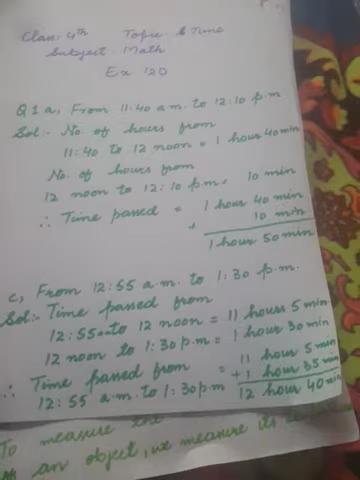 Class: 4th Topic: 6 Time
Subject: Math
Ex 20
Q1 a, From 11:40 a.m. to 12:10 p.m
Sol:- No of hours from
11:40 to 12 noon = 1 hour 40 min
No. of hours from
12 noon to 12:10 p.m = 10 min
∴ Time passed = 1 hour 40 min
+ 10 min
1 hour 50 min
c, From 12:55 a.m. to 1:30 p.m.
Sol:- Time passed from
12:55 to 12 noon = 11 hours 5 min
12 noon to 1:30 p.m = 1 hour 30 min
∴ Time passed from = 11 hour 5 min
12:55 a.m. to 1:30 p.m + 1 hour 35 min
12 hour 40 min
To measure the
an object, we measure its